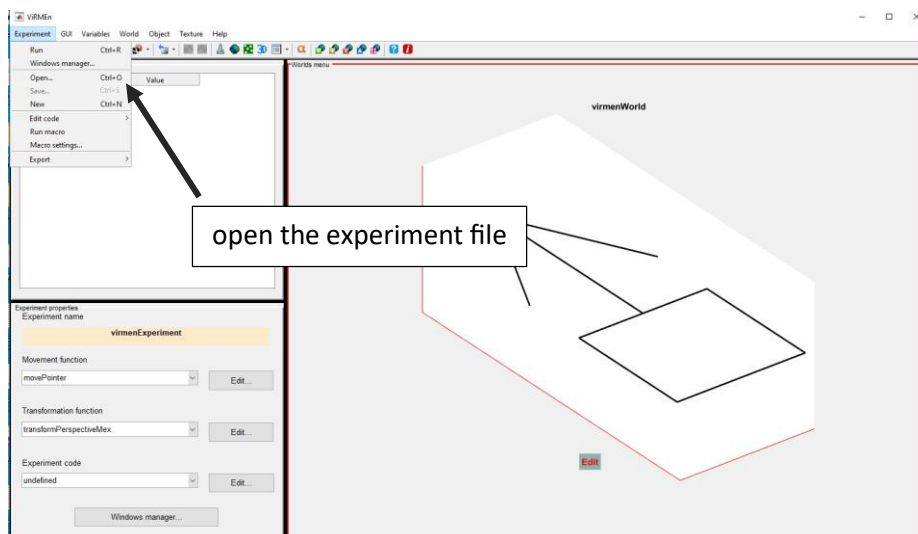 ViRMEn
Experiment GUI Variables World Object Texture Help
Run Ctrl+R
Windows manager...
Open... Ctrl+O
Save... Ctrl+S
New Ctrl+N
Edit code
Run macro
Macro settings...
Export
Value
Worlds menu
virmenWorld
open the experiment file
Experiment properties
Experiment name
virmenExperiment
Movement function
movePointer Edit...
Transformation function
transformPerspectiveMex Edit...
Experiment code
undefined Edit...
Windows manager...
Edit